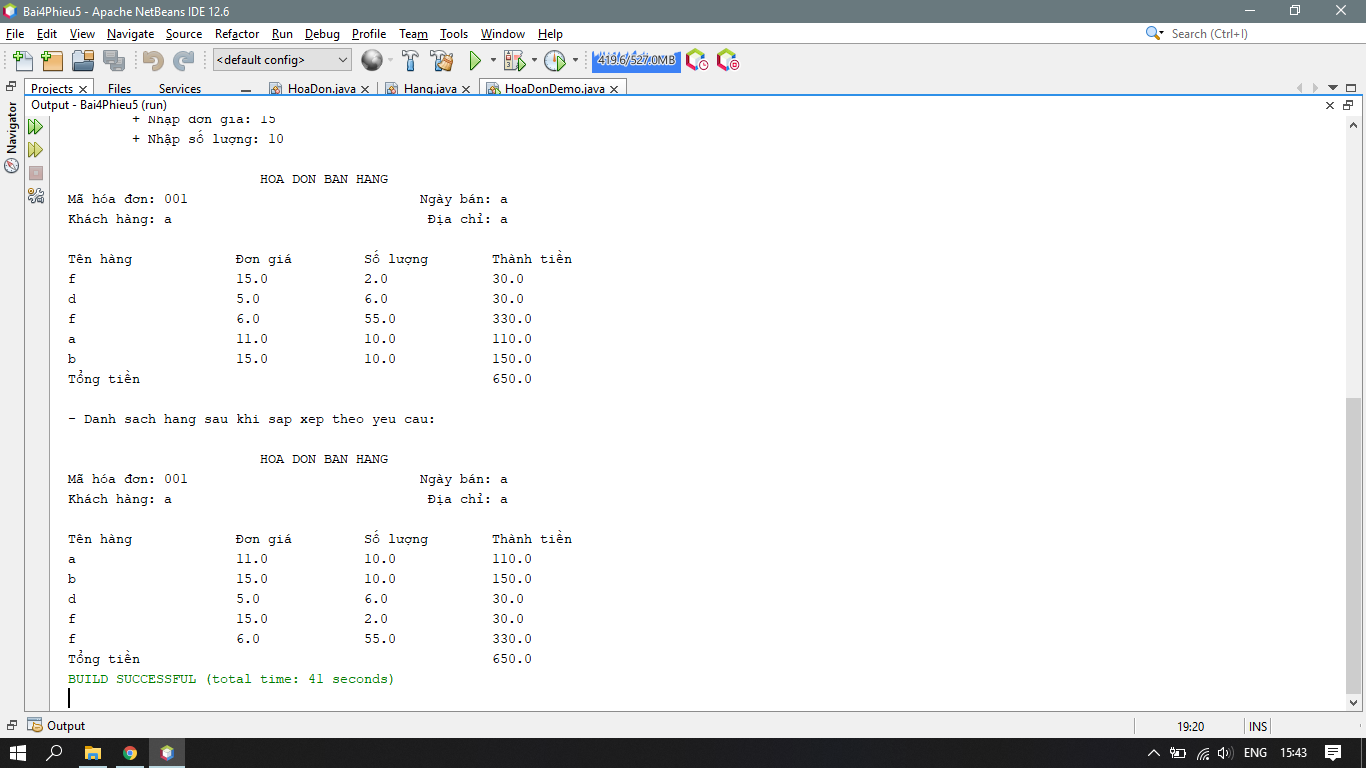 Bai4Phieu5 - Apache NetBeans IDE 12.6
File Edit View Navigate Source Refactor Run Debug Profile Team Tools Window Help Search (Ctrl+I)
<default config> 419.6/527.0MB
Projects Files Services HoaDon.java Hang.java HoaDonDemo.java
Output - Bai4Phieu5 (run)
Navigator
+ Nhập đơn giá: 15
+ Nhập số lượng: 10
HOA DON BAN HANG
Mã hóa đơn: 001 Ngày bán: a
Khách hàng: a Địa chỉ: a
Tên hàng Đơn giá Số lượng Thành tiền
f 15.0 2.0 30.0
d 5.0 6.0 30.0
f 6.0 55.0 330.0
a 11.0 10.0 110.0
b 15.0 10.0 150.0
Tổng tiền 650.0
- Danh sach hang sau khi sap xep theo yeu cau:
HOA DON BAN HANG
Mã hóa đơn: 001 Ngày bán: a
Khách hàng: a Địa chỉ: a
Tên hàng Đơn giá Số lượng Thành tiền
a 11.0 10.0 110.0
b 15.0 10.0 150.0
d 5.0 6.0 30.0
f 15.0 2.0 30.0
f 6.0 55.0 330.0
Tổng tiền 650.0
BUILD SUCCESSFUL (total time: 41 seconds)
Output 19:20 INS
ENG 15:43